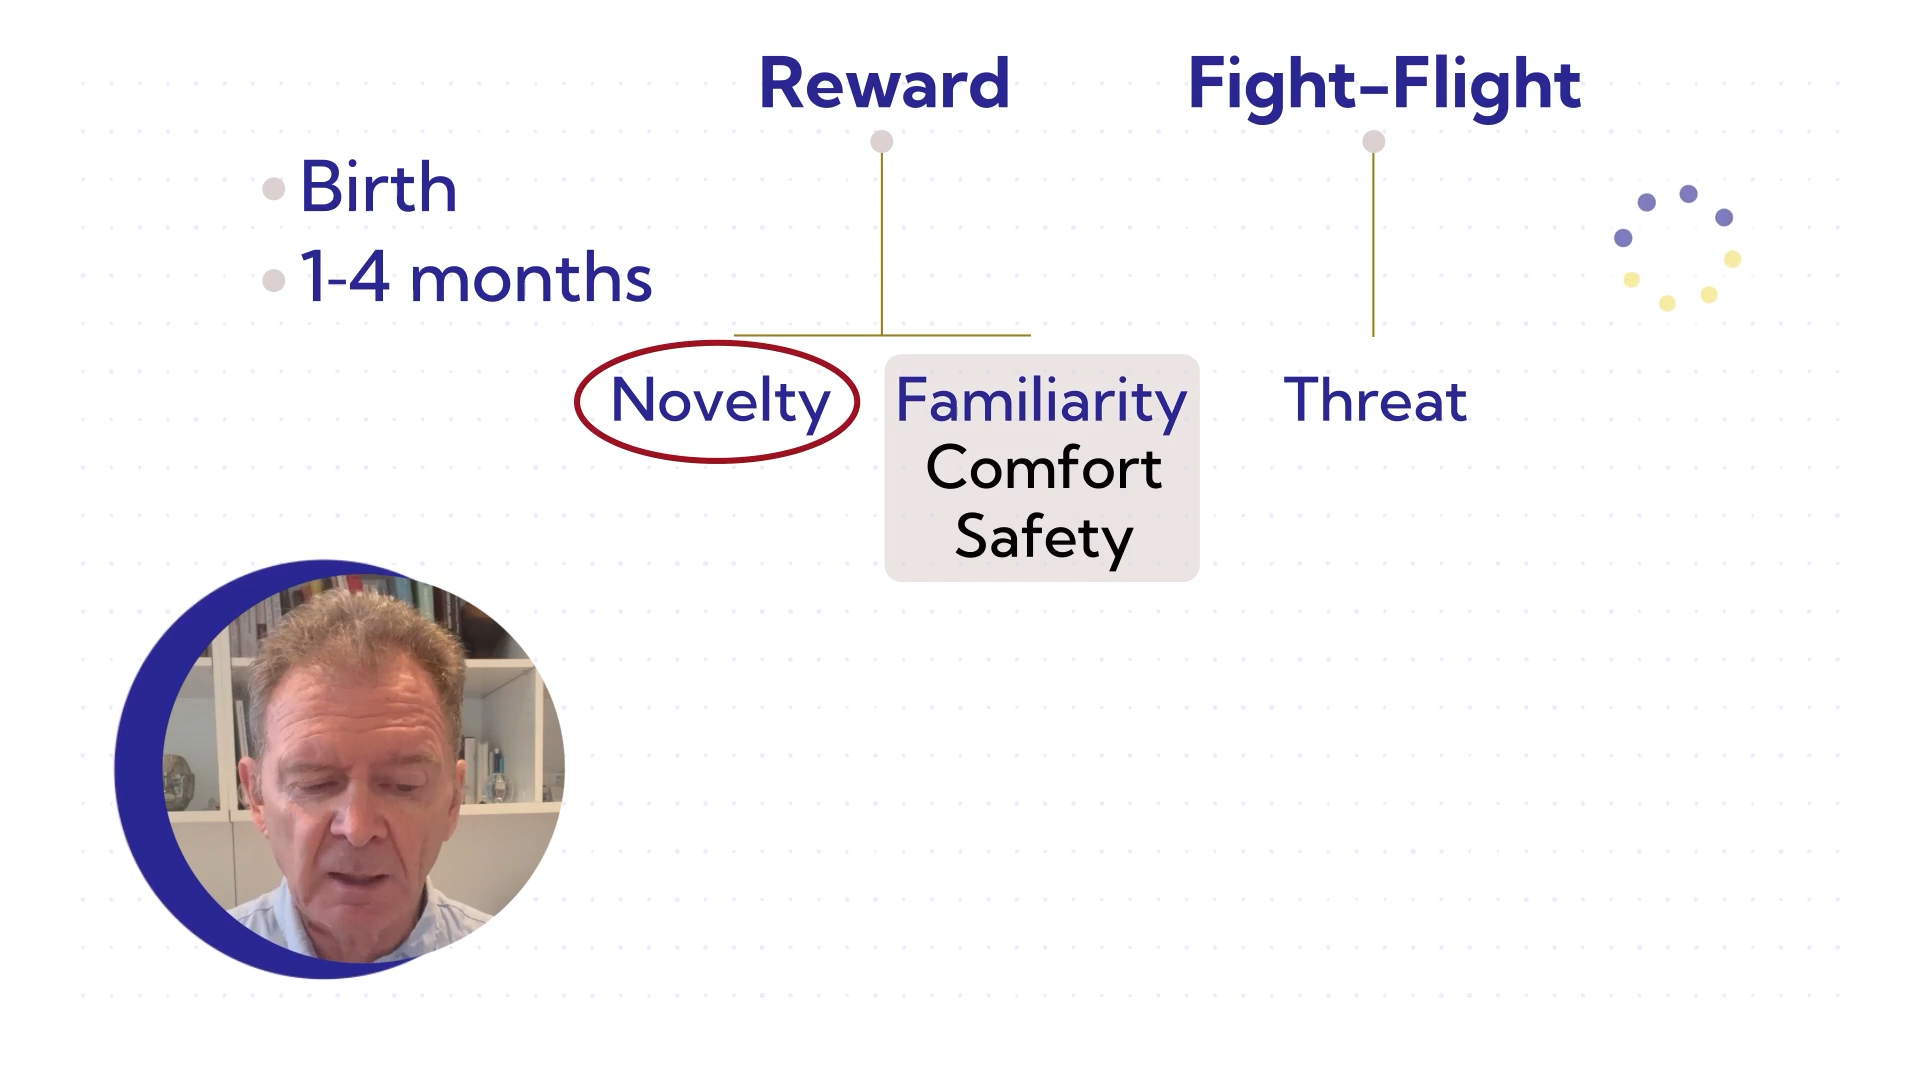 Reward
Fight-Flight
Birth
1-4 months
Novelty
Familiarity
Comfort
Safety
Threat